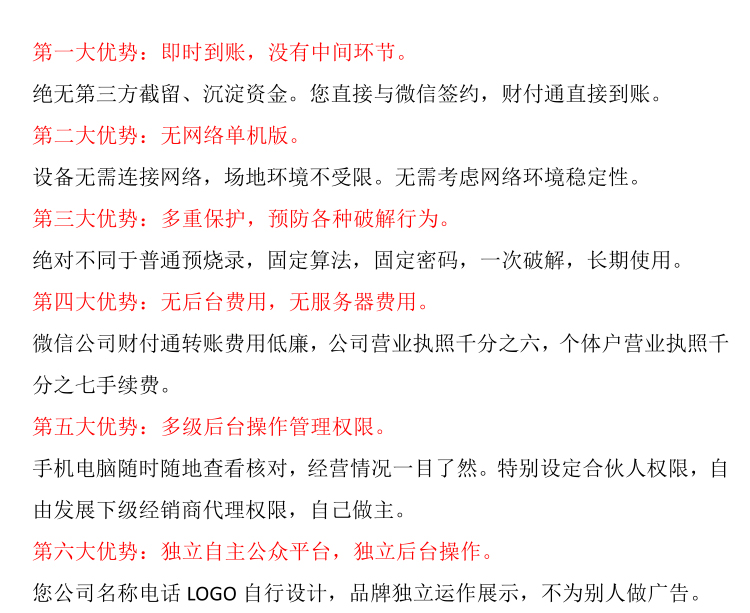 第一大优势：即时到账，没有中间环节。
绝无第三方截留、沉淀资金。您直接与微信签约，财付通直接到账。
第二大优势：无网络单机版。
设备无需连接网络，场地环境不受限。无需考虑网络环境稳定性。
第三大优势：多重保护，预防各种破解行为。
绝对不同于普通预烧录，固定算法，固定密码，一次破解，长期使用。
第四大优势：无后台费用，无服务器费用。
微信公司财付通转账费用低廉，公司营业执照千分之六，个体户营业执照千
分之七手续费。
第五大优势：多级后台操作管理权限。
手机电脑随时随地查看核对，经营情况一目了然。特别设定合伙人权限，自
由发展下级经销商代理权限，自己做主。
第六大优势：独立自主公众平台，独立后台操作。
您公司名称电话 LOGO 自行设计，品牌独立运作展示，不为别人做广告。